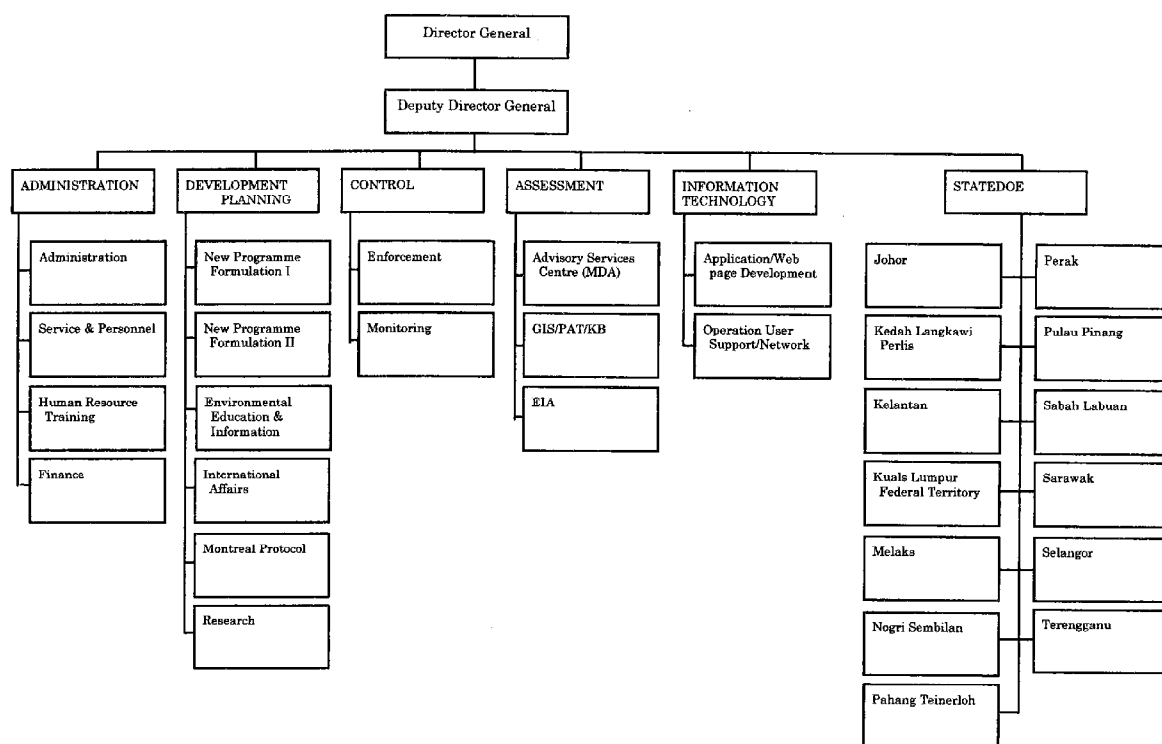 Director General
Deputy Director General
ADMINISTRATION
Administration
Service & Personnel
Human Resource
Training
Finance
DEVELOPMENT
PLANNING
New Programme
Formulation I
New Programme
Formulation II
Environmental
Education &
Information
International
Affairs
Montreal Protocol
Research
CONTROL
Enforcement
Monitoring
ASSESSMENT
Advisory Services
Centre (MDA)
GIS/PAT/KB
EIA
INFORMATION
TECHNOLOGY
Application/Web
page Development
Operation User
Support/Network
STATEDOE
Johor
Kedah Langkawi
Perlis
Kelantan
Kuals Lumpur
Federal Territory
Melaks
Nogri Sembilan
Pahang Teinerloh
Perak
Pulau Pinang
Sabah Labuan
Sarawak
Selangor
Terengganu